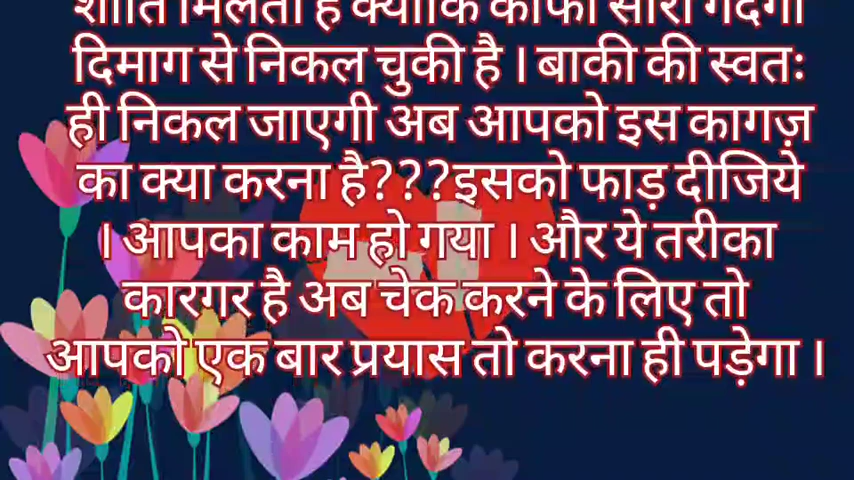 शांति मिलती है क्योंकि काफी सारी गंदगी
दिमाग से निकल चुकी है । बाकी की स्वतः
ही निकल जाएगी अब आपको इस कागज़
का क्या करना है???इसको फाड़ दीजिये
। आपका काम हो गया । और ये तरीका
कारगर है अब चेक करने के लिए तो
आपको एक बार प्रयास तो करना ही पड़ेगा ।